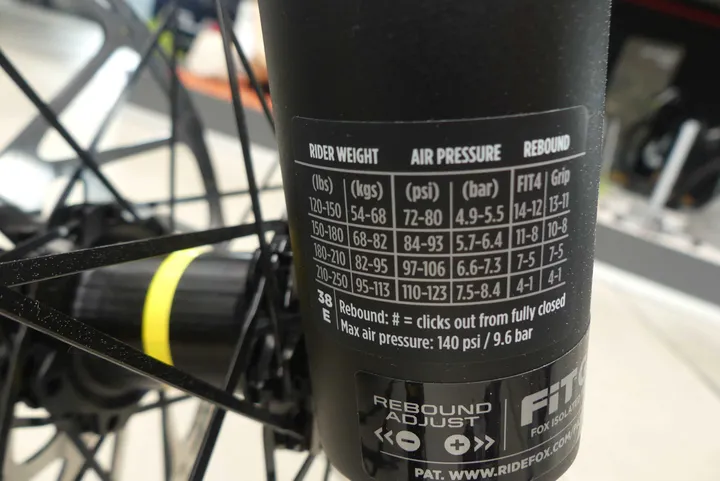 RIDER WEIGHT AIR PRESSURE REBOUND
(lbs) (kgs) (psi) (bar) FIT4 Grip
120-150 54-68 72-80 4.9-5.5 14-12 13-11
150-180 68-82 84-93 5.7-6.4 11-8 10-8
180-210 82-95 97-106 6.6-7.3 7-5 7-5
210-250 95-113 110-123 7.5-8.4 4-1 4-1
38 E
Rebound: # = clicks out from fully closed
Max air pressure: 140 psi / 9.6 bar
REBOUND ADJUST
FiT
FOX
PAT. WWW.RIDEFOX.COM/